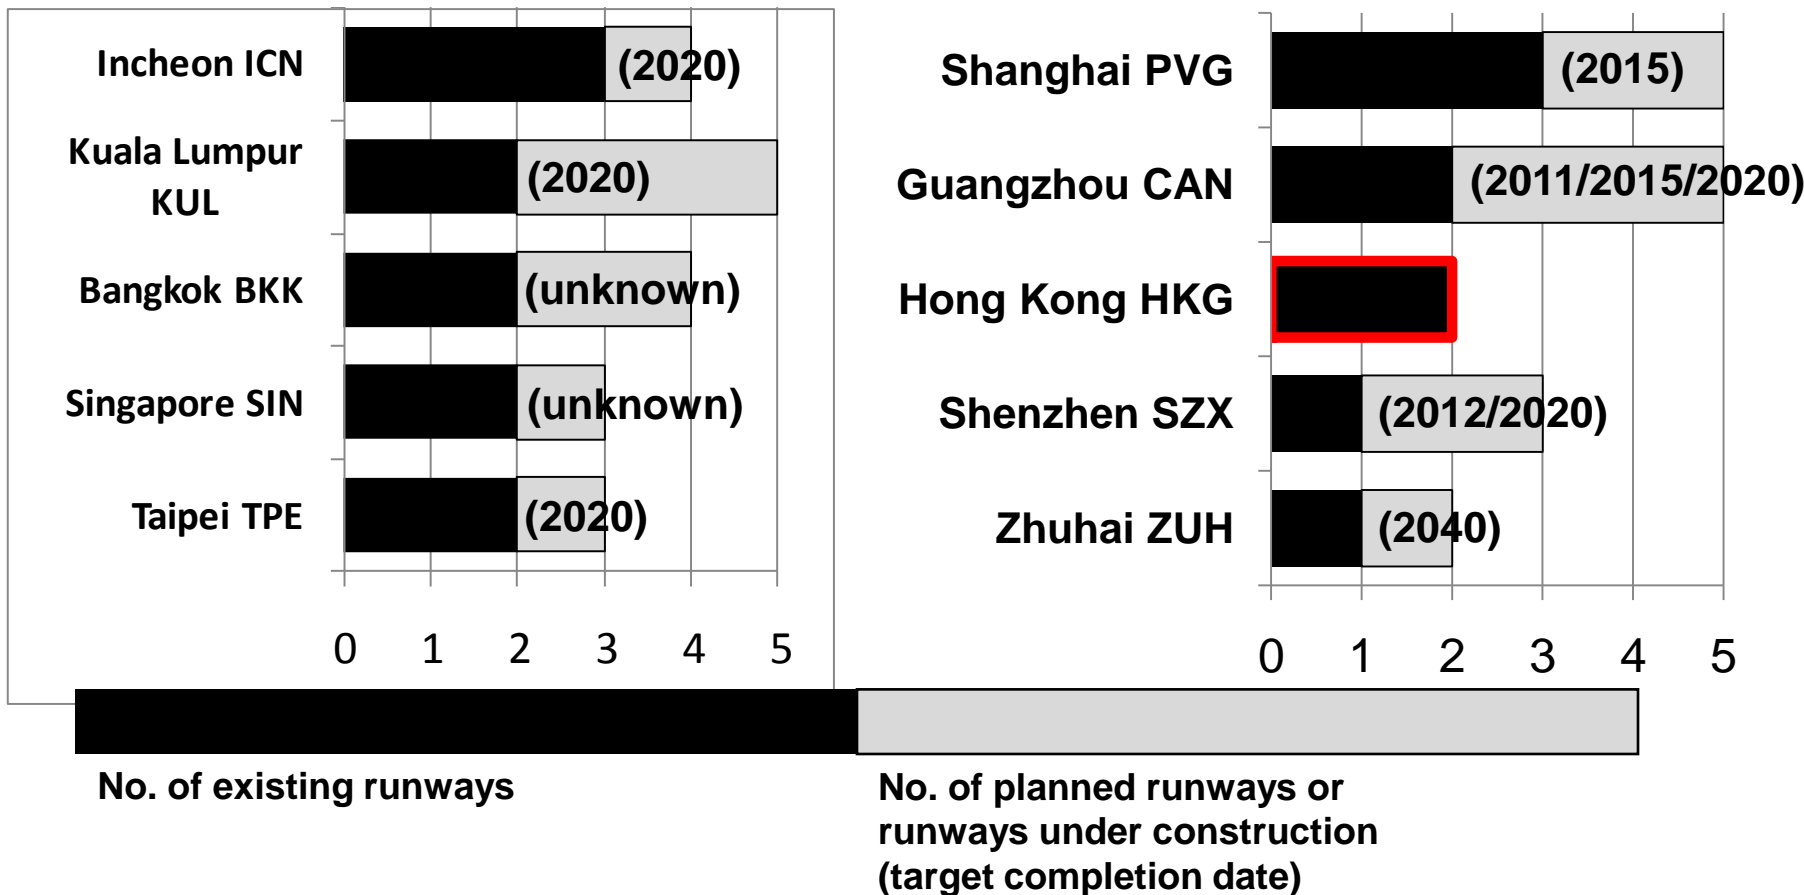 Incheon ICN
(2020)
Kuala Lumpur
KUL
(2020)
Bangkok BKK
(unknown)
Singapore SIN
(unknown)
Taipei TPE
(2020)
0 1 2 3 4 5
Shanghai PVG
(2015)
Guangzhou CAN
(2011/2015/2020)
Hong Kong HKG
Shenzhen SZX
(2012/2020)
Zhuhai ZUH
(2040)
0 1 2 3 4 5
No. of existing runways
No. of planned runways or
runways under construction
(target completion date)